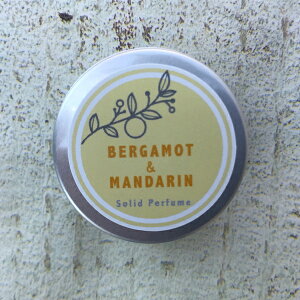 BERGAMOT
&
MANDARIN
Solid Perfume